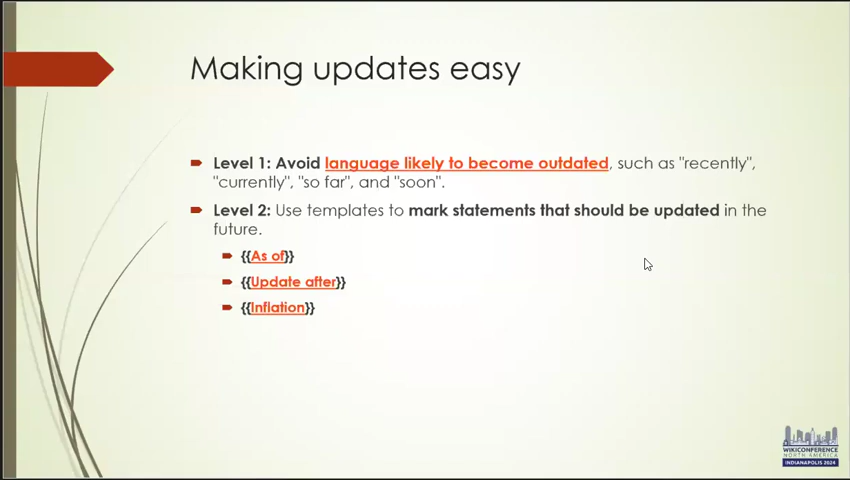 Making updates easy
Level 1: Avoid language likely to become outdated, such as "recently",
"currently", "so far", and "soon".
Level 2: Use templates to mark statements that should be updated in the
future.
{{As of}}
{{Update after}}
{{Inflation}}
WIKICONFERENCE
NORTH AMERICA
INDIANAPOLIS 2024